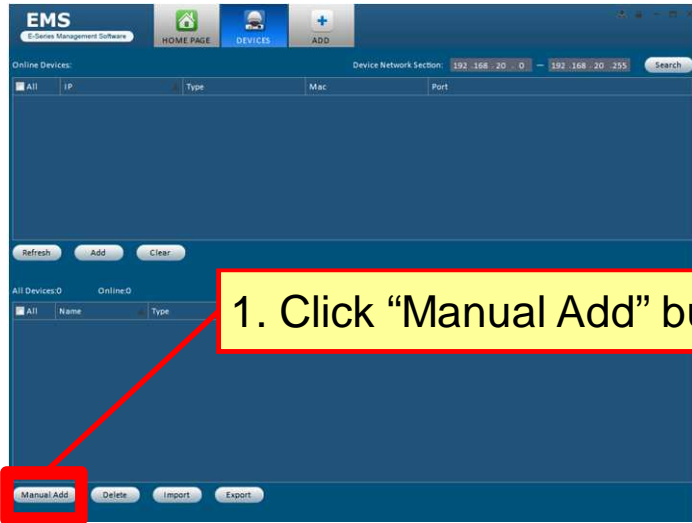 EMS
E-Series Management Software
HOME PAGE
DEVICES
ADD
Online Devices:
Device Network Section: 192 .168 . 20 . 0 — 192 .168 . 20 .255 Search
All IP Type Mac Port
Refresh Add Clear
All Devices:0 Online:0
All Name Type
1. Click “Manual Add” bu
Manual Add Delete Import Export